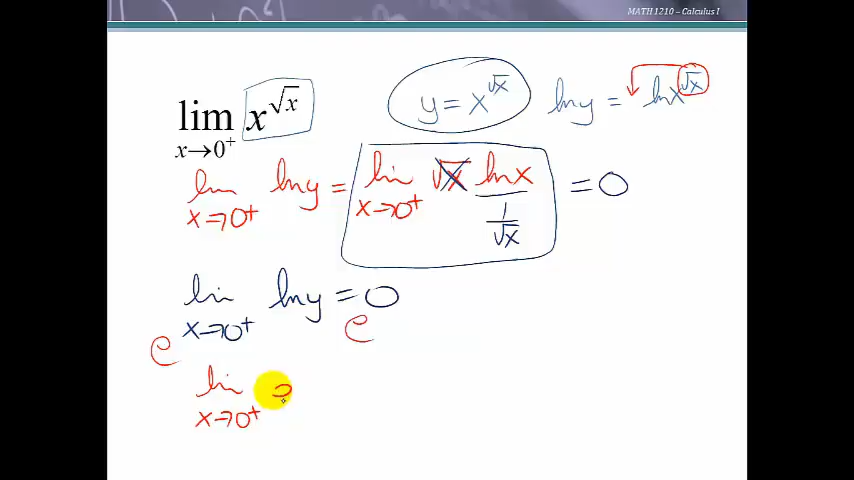 MATH 1210 – Calculus I
lim x→0⁺ x^√x
y = x^√x
ln y = ln x^√x
lim x→0⁺ ln y = lim x→0⁺ √x ln x / (1/√x) = 0
lim x→0⁺ ln y = 0
e e
lim x→0⁺